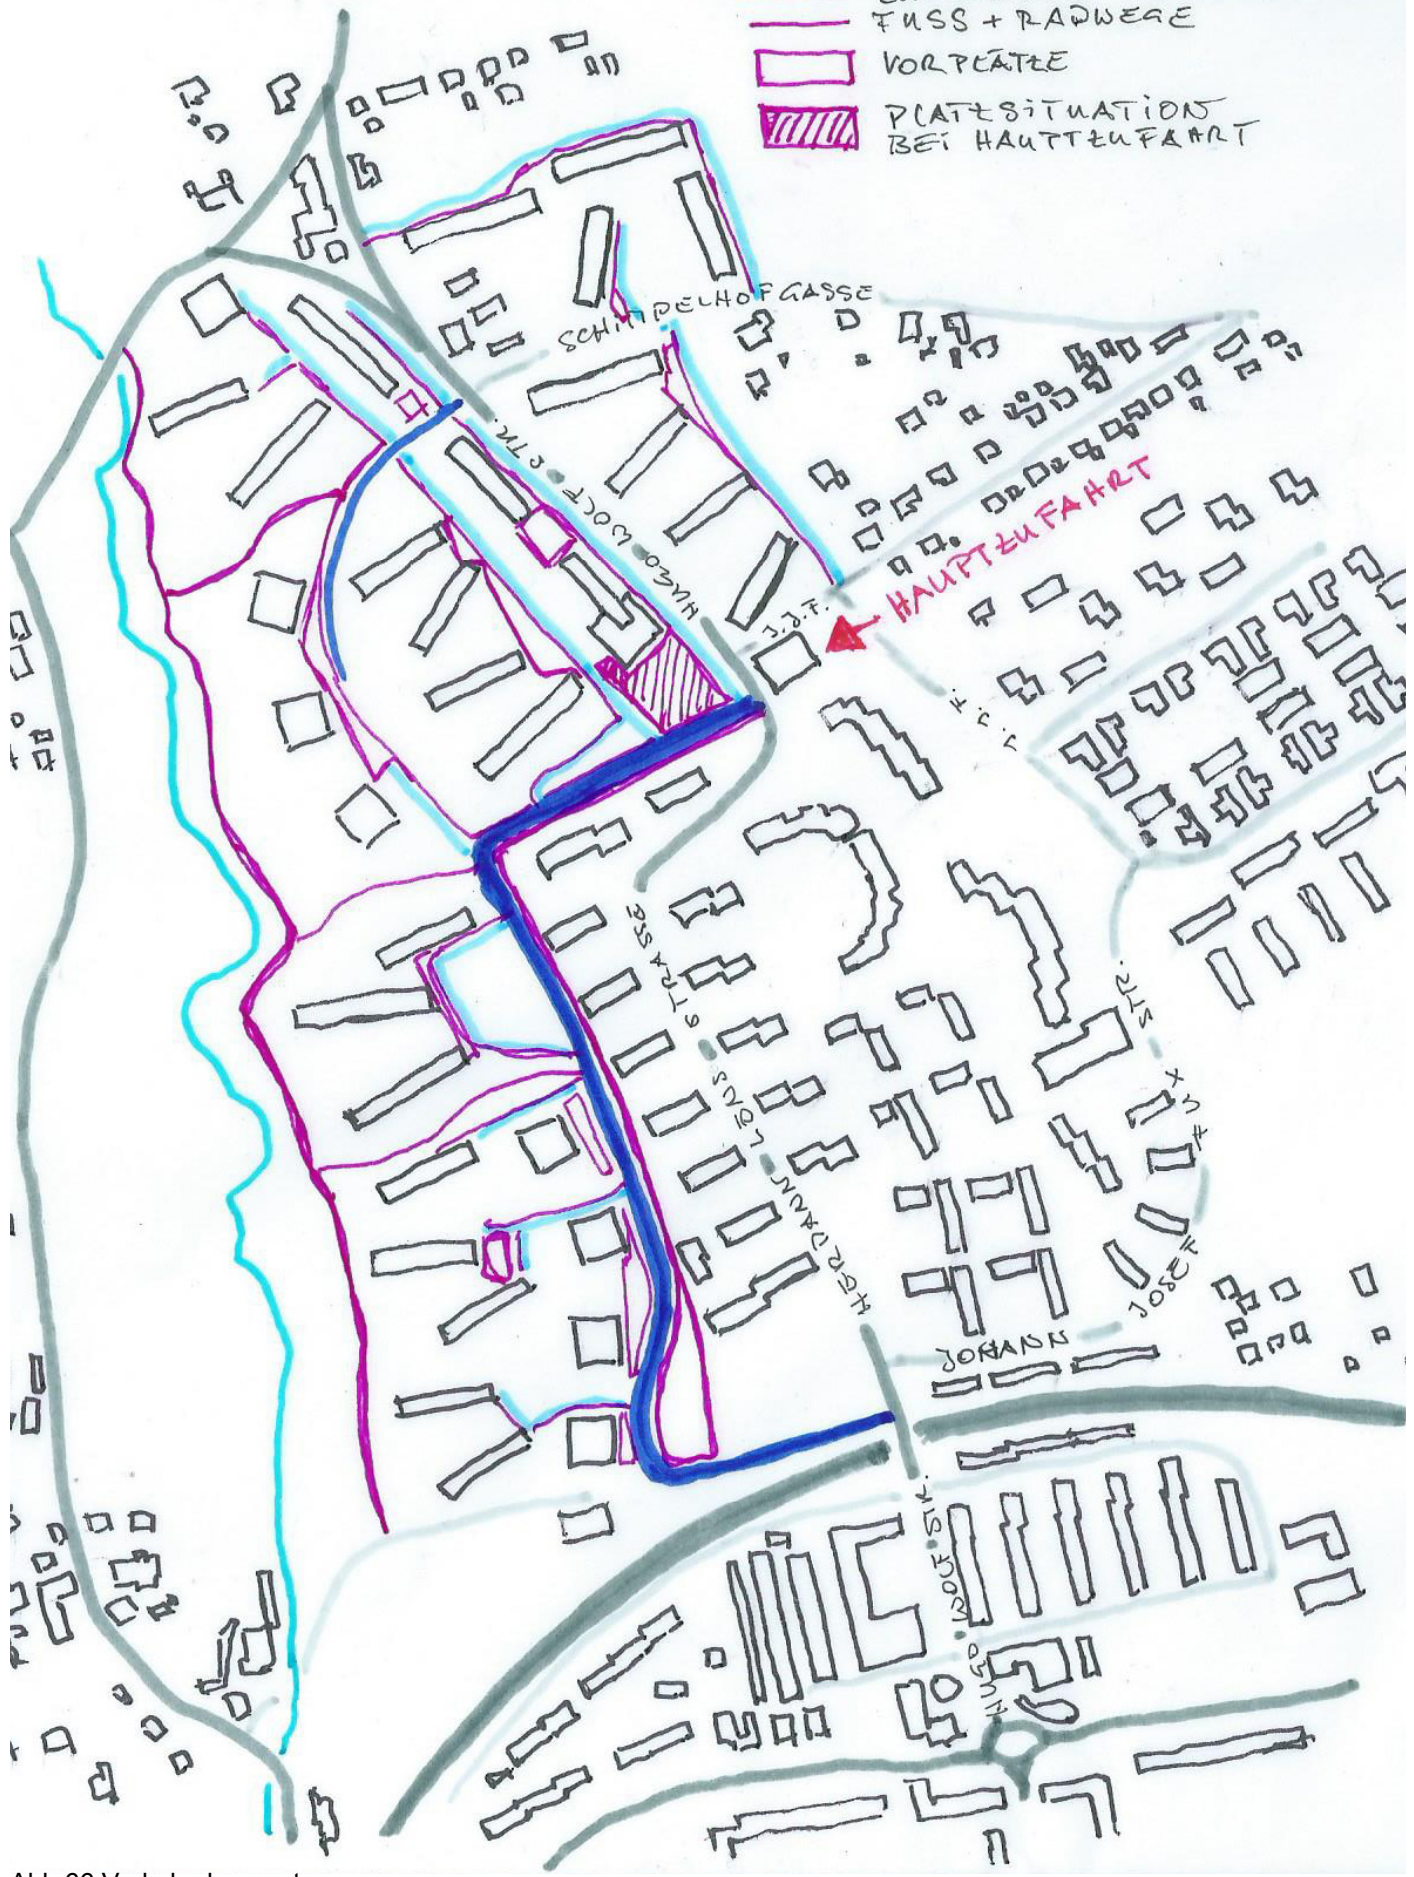 FUSS + RADWEGE
VORPLÄTZE
PLATZSITUATION
BEI HAUPTZUFAHRT
SCHIMPELHOFGASSE
HUGO WOLF STR.
HAUPTZUFAHRT
J.J.F.
J.J.F.
HERMANN LÖNS STRASSE
JOHANN JOSEF FUX STR.
HUGO WOLF STR.